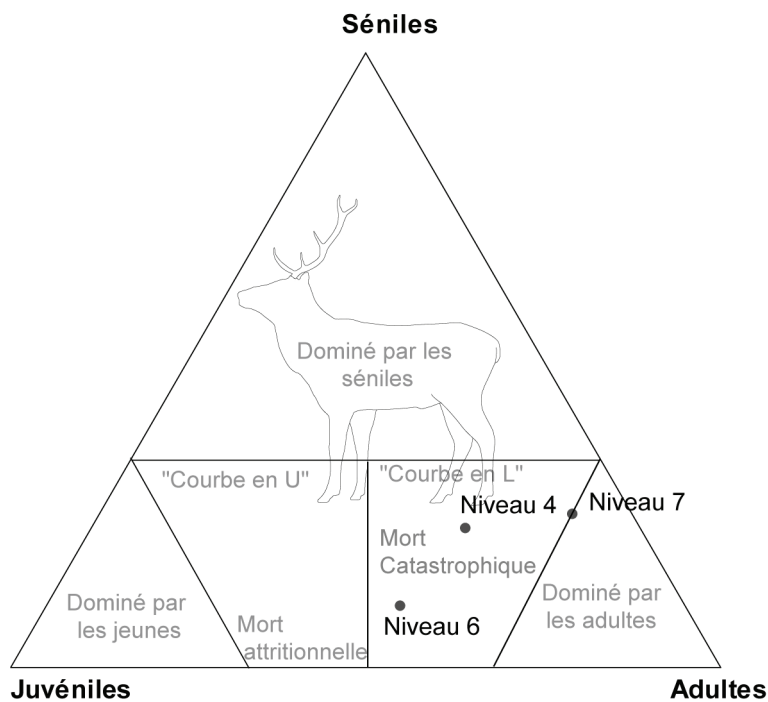 Séniles
Dominé par les
séniles
"Courbe en U"
"Courbe en L"
Niveau 4
Niveau 7
Mort
Catastrophique
Dominé par
les jeunes
Mort
attritionnelle
Niveau 6
Dominé par
les adultes
Juvéniles
Adultes